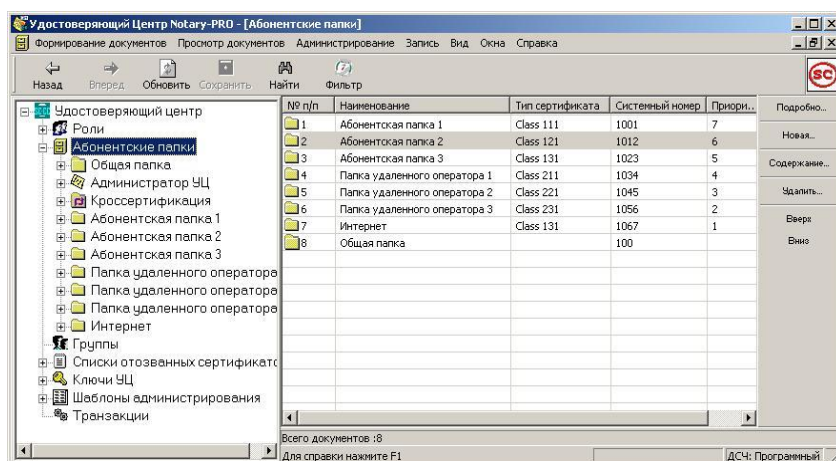 Удостоверяющий Центр Notary-PRO - [Абонентские папки]
Формирование документов Просмотр документов Администрирование Запись Вид Окна Справка
Назад Вперед Обновить Сохранить Найти Фильтр
SC
Удостоверяющий центр
Роли
Абонентские папки
Общая папка
Администратор УЦ
Кроссертификация
Абонентская папка 1
Абонентская папка 2
Абонентская папка 3
Папка удаленного оператора
Папка удаленного оператора
Папка удаленного оператора
Интернет
Группы
Списки отозванных сертификато
Ключи УЦ
Шаблоны администрирования
Транзакции
№ п/п Наименование Тип сертификата Системный номер Приори..
1 Абонентская папка 1 Class 111 1001 7
2 Абонентская папка 2 Class 121 1012 6
3 Абонентская папка 3 Class 131 1023 5
4 Папка удаленного оператора 1 Class 211 1034 4
5 Папка удаленного оператора 2 Class 221 1045 3
6 Папка удаленного оператора 3 Class 231 1056 2
7 Интернет Class 131 1067 1
8 Общая папка 100
Подробно...
Новая...
Содержание...
Удалить...
Вверх
Вниз
Всего документов :8
Для справки нажмите F1
ДСЧ: Програмный